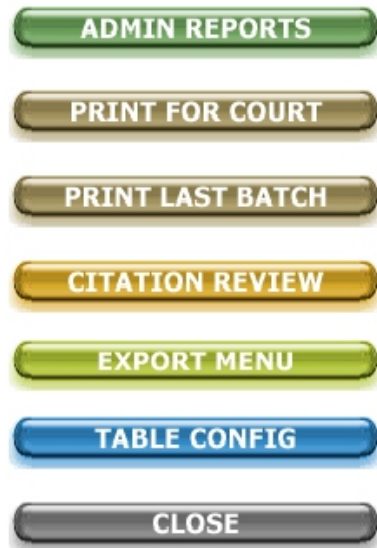 ADMIN REPORTS
PRINT FOR COURT
PRINT LAST BATCH
CITATION REVIEW
EXPORT MENU
TABLE CONFIG
CLOSE